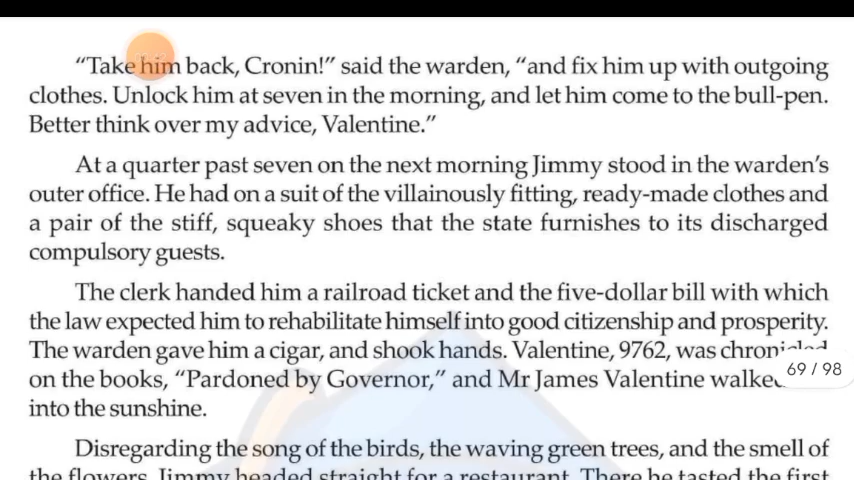 “Take him back, Cronin!” said the warden, “and fix him up with outgoing
clothes. Unlock him at seven in the morning, and let him come to the bull-pen.
Better think over my advice, Valentine.”
At a quarter past seven on the next morning Jimmy stood in the warden’s
outer office. He had on a suit of the villainously fitting, ready-made clothes and
a pair of the stiff, squeaky shoes that the state furnishes to its discharged
compulsory guests.
The clerk handed him a railroad ticket and the five-dollar bill with which
the law expected him to rehabilitate himself into good citizenship and prosperity.
The warden gave him a cigar, and shook hands. Valentine, 9762, was chronicled
on the books, “Pardoned by Governor,” and Mr James Valentine walked
69 / 98
into the sunshine.
Disregarding the song of the birds, the waving green trees, and the smell of
the flowers, Jimmy headed straight for a restaurant. There he tasted the first